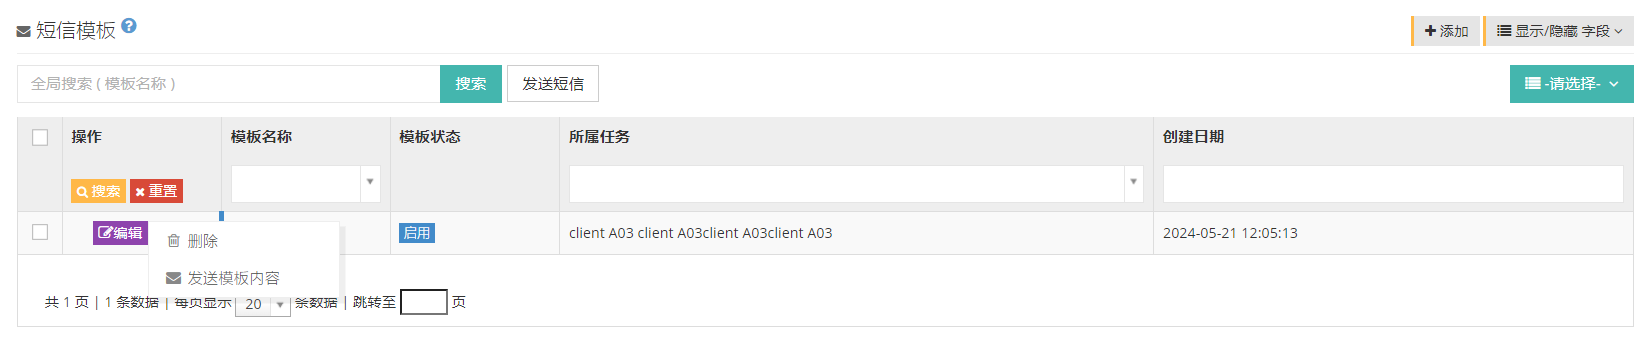 短信模板
添加 显示/隐藏 字段
全局搜索 ( 模板名称 ) 搜索 发送短信 -请选择-
操作 模板名称 模板状态 所属任务 创建日期
搜索 重置
编辑 启用 client A03 client A03client A03client A03 2024-05-21 12:05:13
删除
发送模板内容
共 1 页 | 1 条数据 | 每页显示 20 条数据 | 跳转至 页